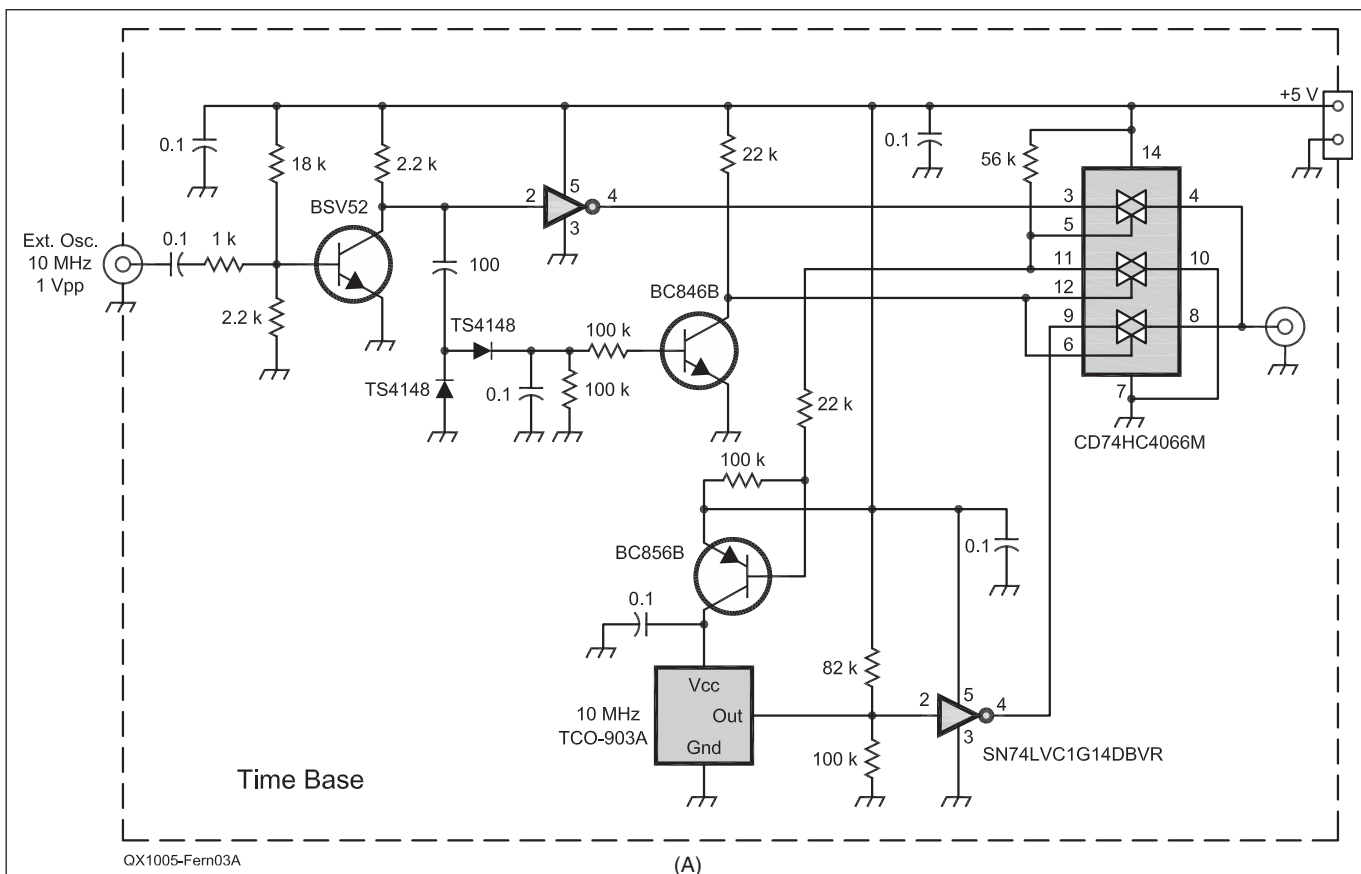 +5 V
0.1
18 k
2.2 k
22 k
0.1
56 k
14
BSV52
2
5
4
3
3
4
5
Ext. Osc.
10 MHz
1 Vpp
0.1
1 k
100
11
10
12
2.2 k
TS4148
100 k
BC846B
9
8
6
TS4148
0.1
100 k
22 k
7
CD74HC4066M
100 k
BC856B
0.1
0.1
82 k
Vcc
10 MHz
TCO-903A
Out
Gnd
2
5
4
3
100 k
SN74LVC1G14DBVR
Time Base
QX1005-Fern03A
(A)